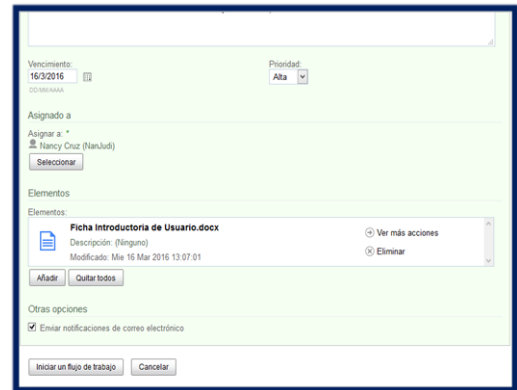 Vencimiento: Prioridad:
16/3/2016 Alta
DD/MM/AAAA
Asignado a
Asignar a: *
Nancy Cruz (NanJudi)
Seleccionar
Elementos
Elementos:
Ficha Introductoria de Usuario.docx
Descripción: (Ninguno)
Modificado: Mie 16 Mar 2016 13:07:01
Ver más acciones
Eliminar
Añadir Quitar todos
Otras opciones
Enviar notificaciones de correo electrónico
Iniciar un flujo de trabajo Cancelar